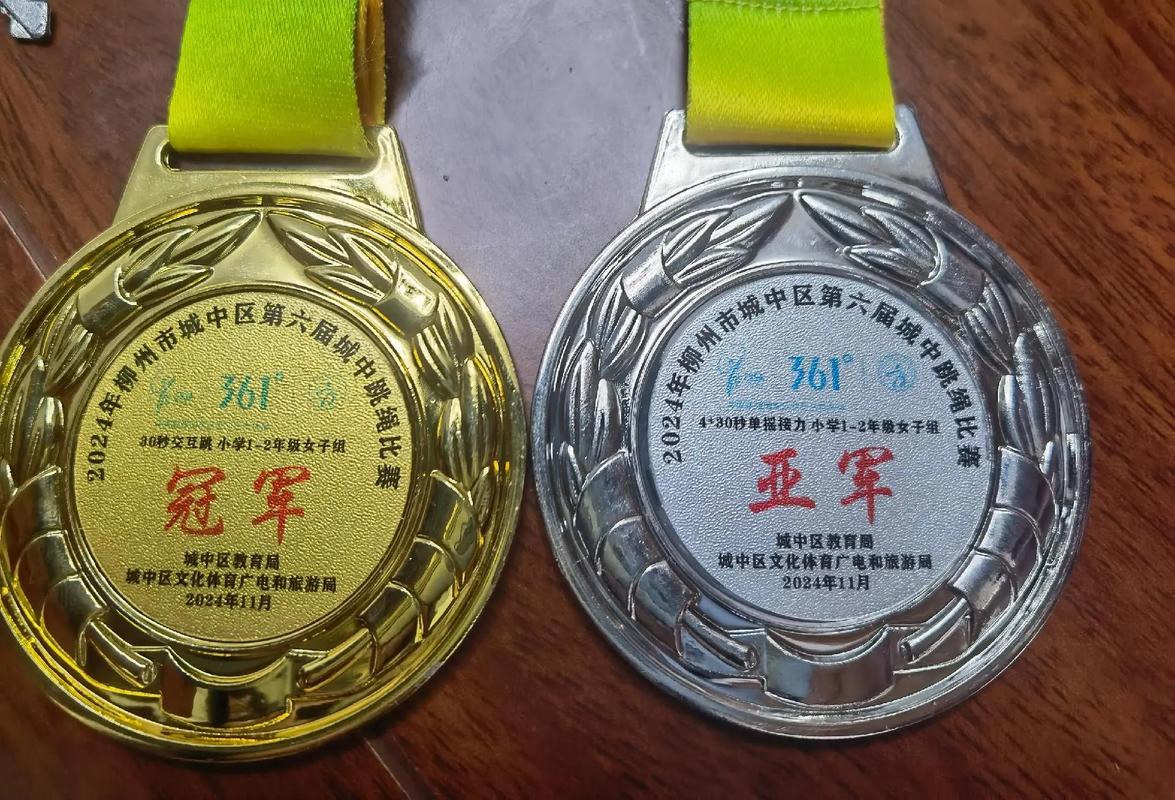 2024年柳州市城中区第六届城中跳绳比赛
361°
30秒交互跳 小学1-2年级女子组
冠军
城中区教育局
城中区文化体育广电和旅游局
2024年11月
2024年柳州市城中区第六届城中跳绳比赛
361°
4*30秒单摇接力 小学1-2年级女子组
亚军
城中区教育局
城中区文化体育广电和旅游局
2024年11月